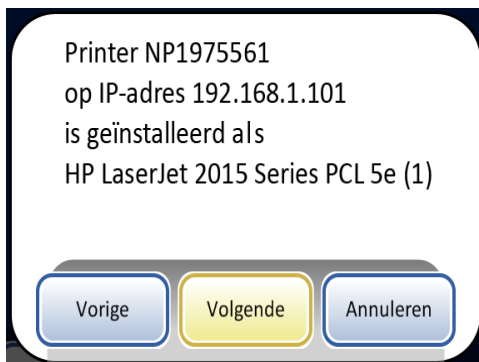 Printer NP1975561
op IP-adres 192.168.1.101
is geïnstalleerd als
HP LaserJet 2015 Series PCL 5e (1)
Vorige
Volgende
Annuleren